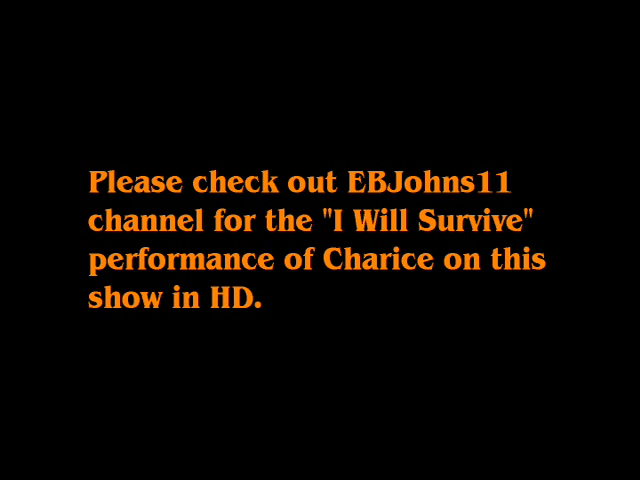 Please check out EBJohns11
channel for the "I Will Survive"
performance of Charice on this
show in HD.